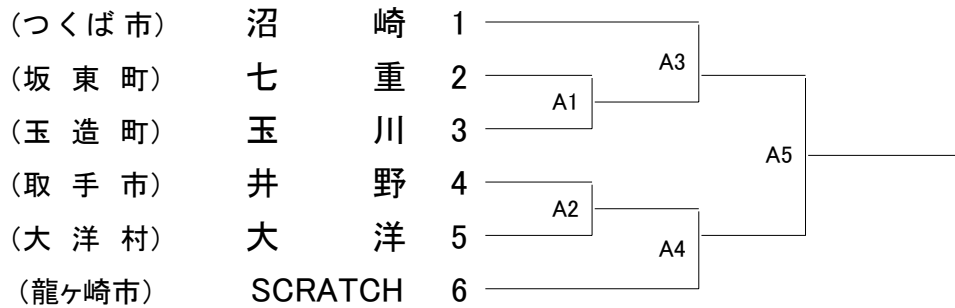 (つくば市) 沼 崎 1
(坂 東 町) 七 重 2
(玉 造 町) 玉 川 3
(取 手 市) 井 野 4
(大 洋 村) 大 洋 5
(龍ヶ崎市) SCRATCH 6
A3
A1
A5
A2
A4